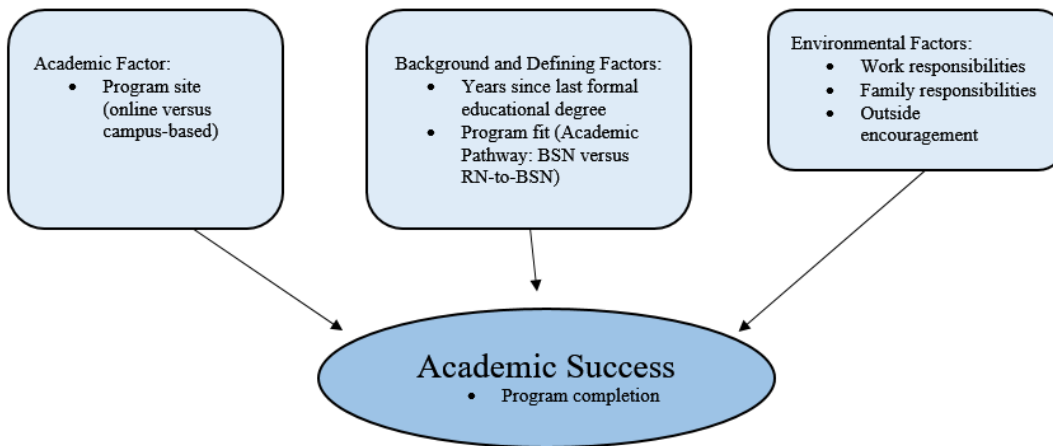 Academic Factor:
• Program site
(online versus
campus-based)
Background and Defining Factors:
• Years since last formal
educational degree
• Program fit (Academic
Pathway: BSN versus
RN-to-BSN)
Environmental Factors:
• Work responsibilities
• Family responsibilities
• Outside
encouragement
Academic Success
• Program completion